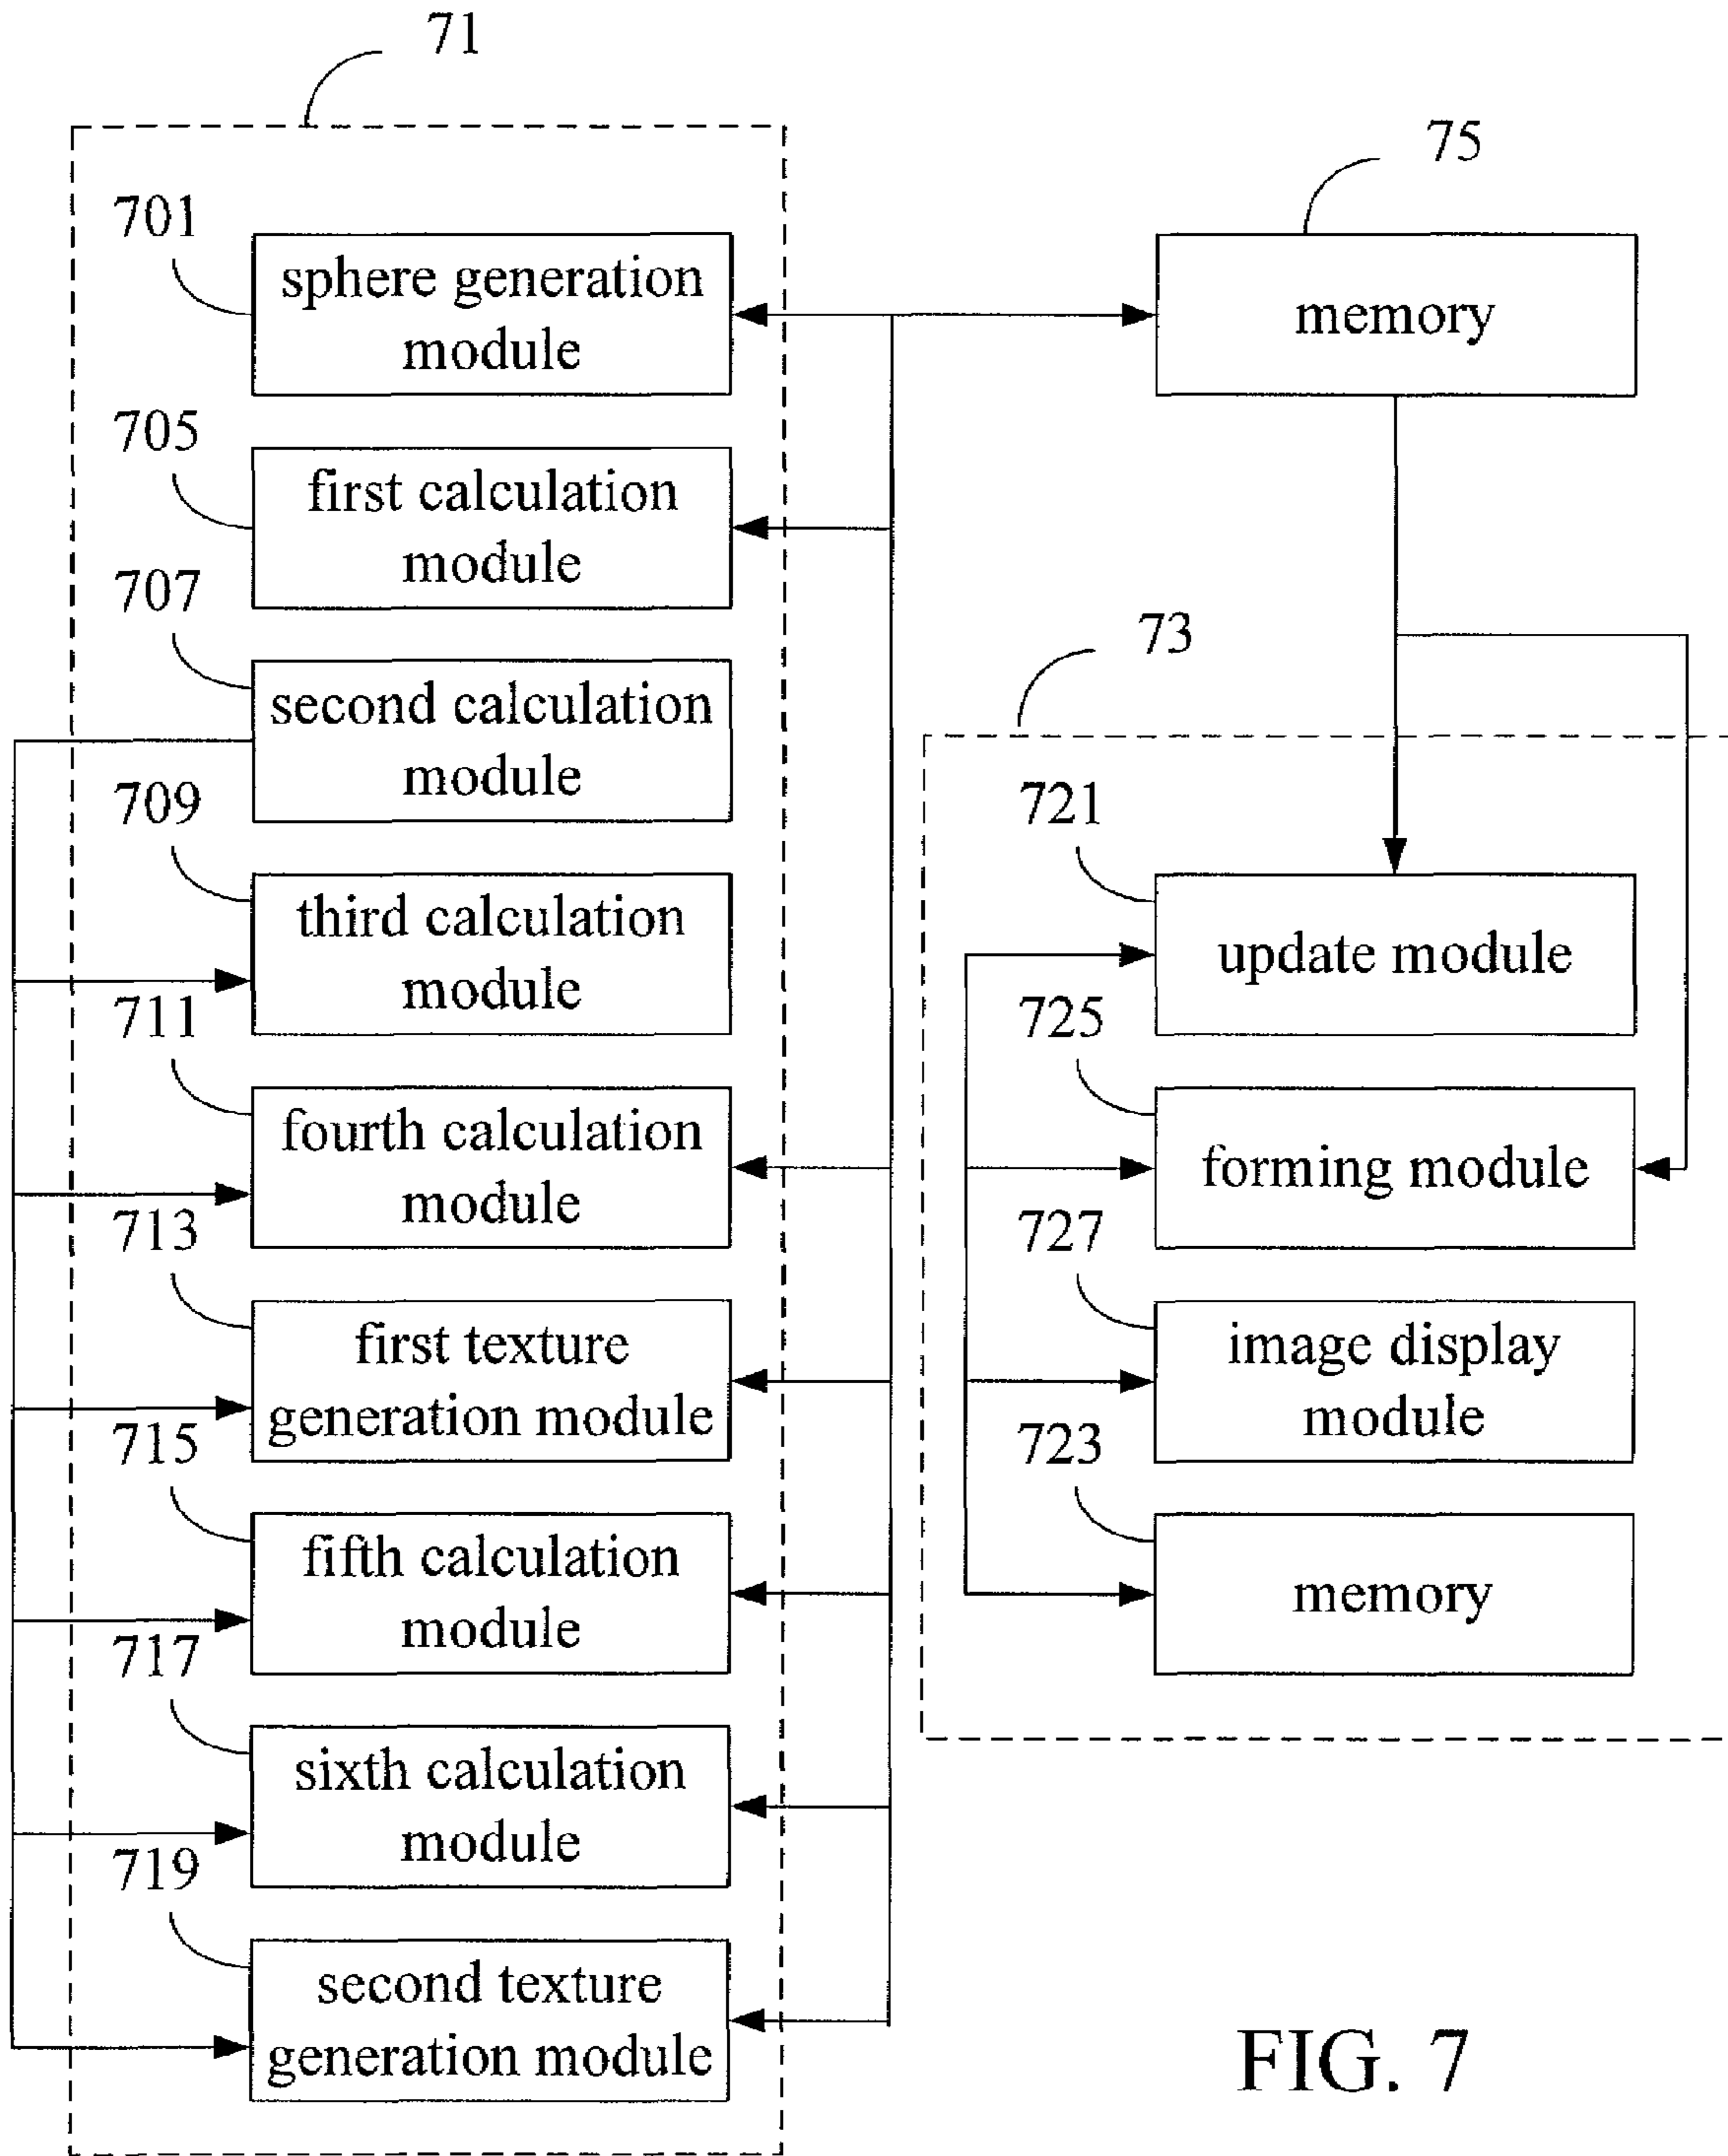 71
75
701
sphere generation
module
memory
705
first calculation
module
707
second calculation
module
73
709
third calculation
module
721
update module
711
fourth calculation
module
725
forming module
713
first texture
generation module
727
image display
module
715
fifth calculation
module
723
memory
717
sixth calculation
module
719
second texture
generation module
FIG. 7